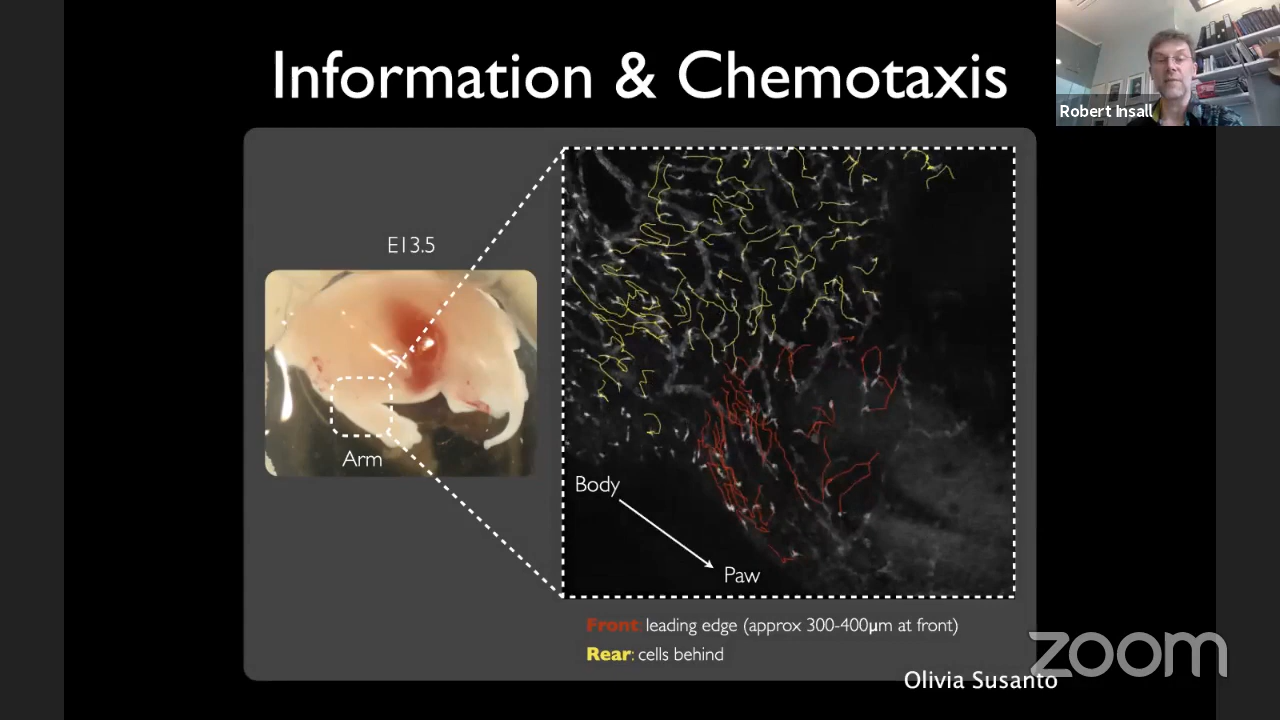 Information & Chemotaxis
Robert Insall
E13.5
Arm
Body
Paw
Front: leading edge (approx 300-400µm at front)
Rear: cells behind
zoom
Olivia Susanto